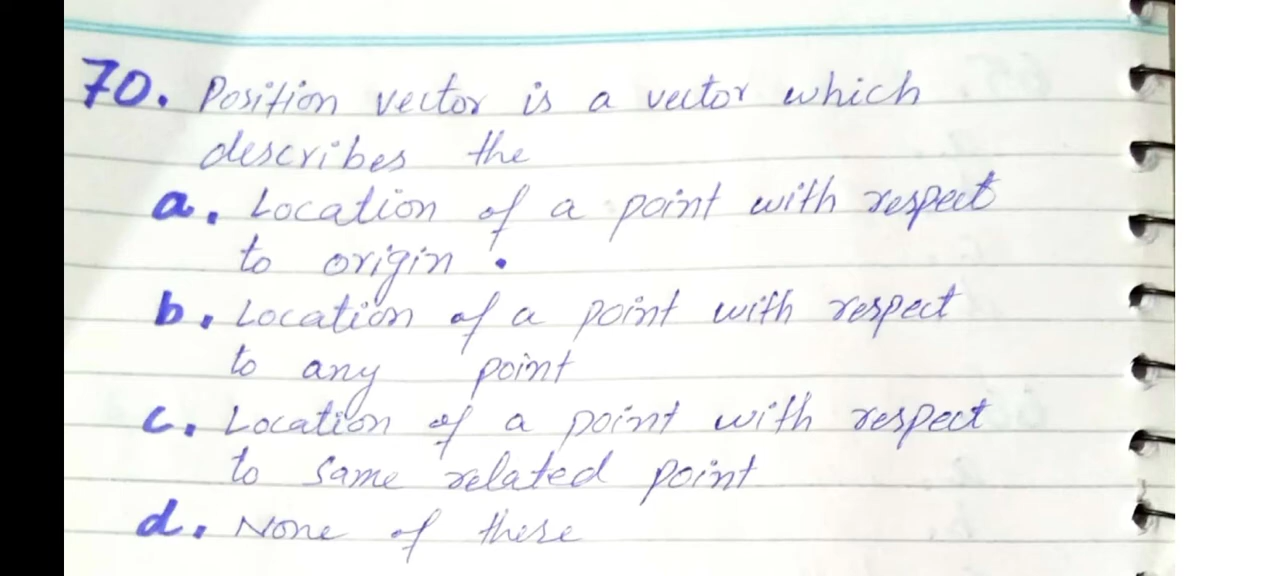 70. Position vector is a vector which
describes the
a. Location of a point with respect
to origin.
b. Location of a point with respect
to any point
c. Location of a point with respect
to same related point
d. None of these